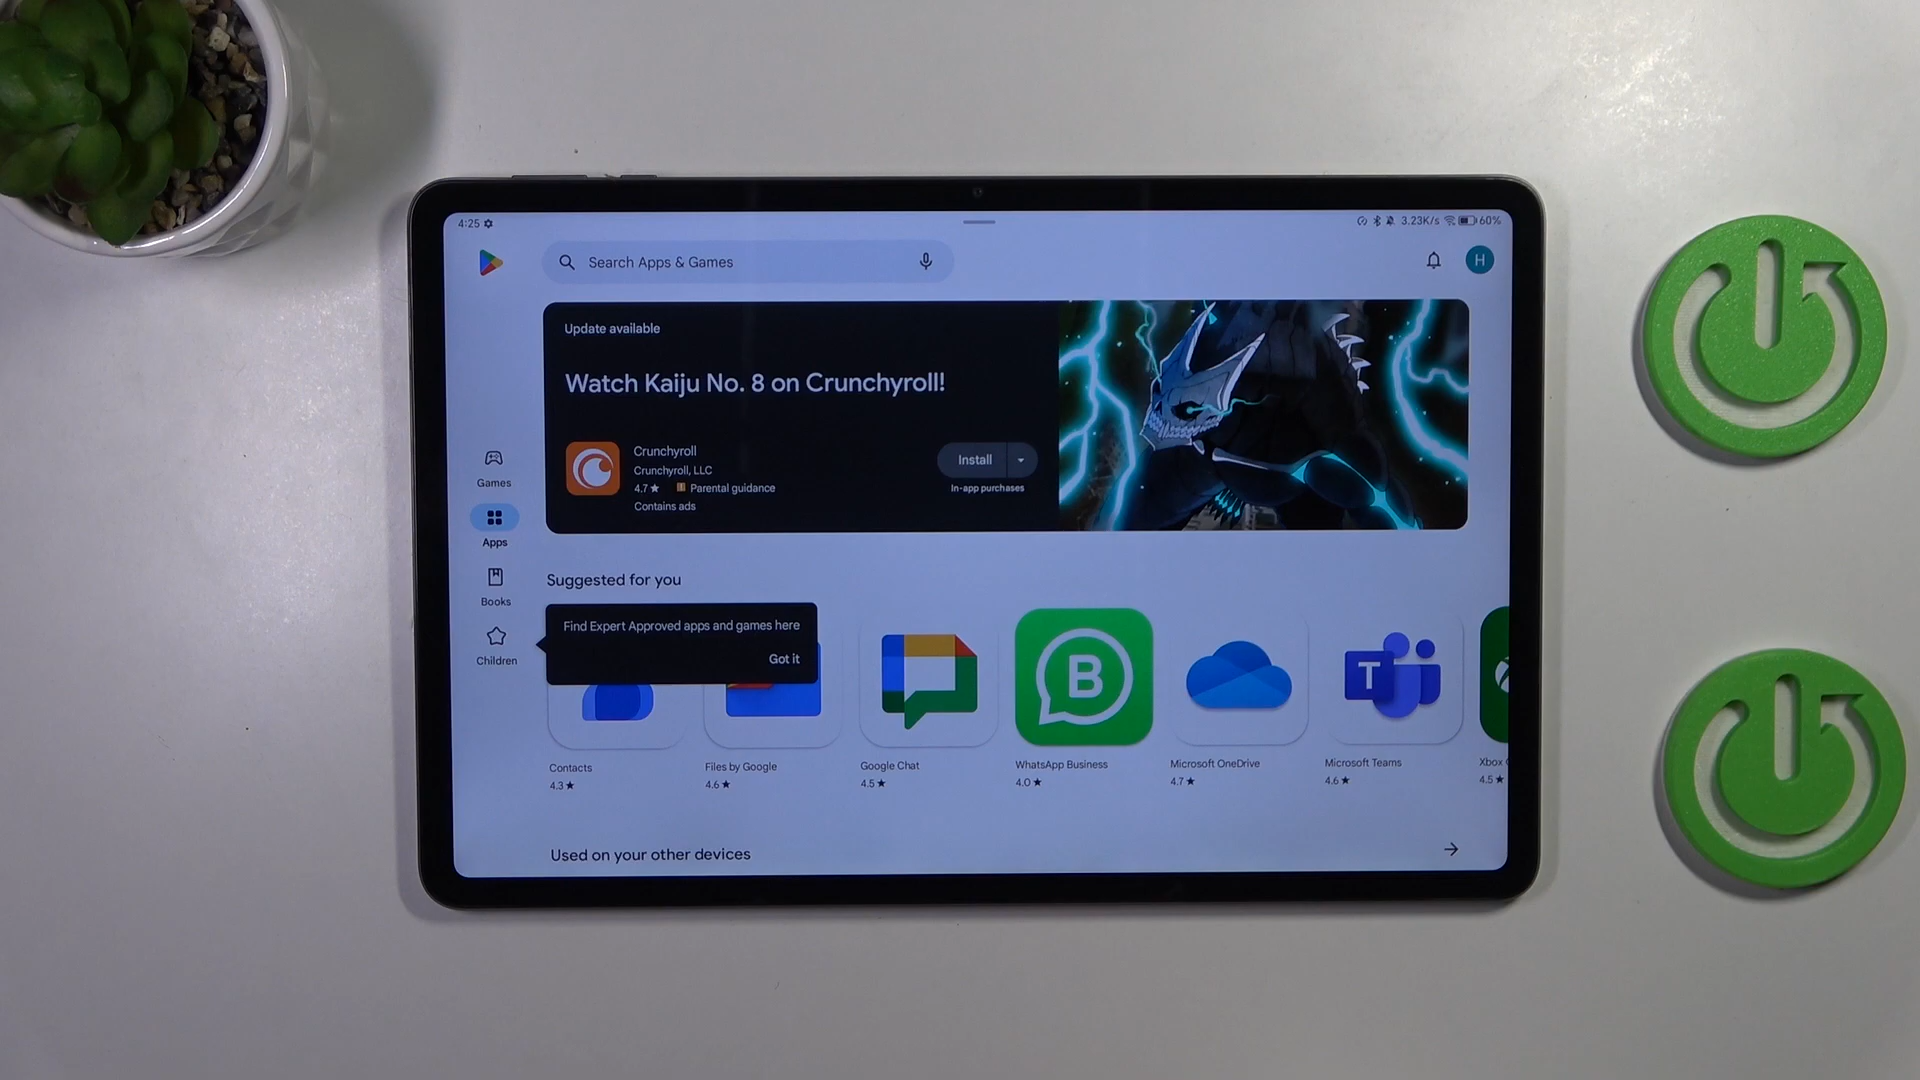 4:25
3.23K/s 60%
Search Apps & Games
H
Update available
Watch Kaiju No. 8 on Crunchyroll!
Crunchyroll
Crunchyroll, LLC
4.7★ Parental guidance
Contains ads
Install
In-app purchases
Games
Apps
Books
Children
Suggested for you
Find Expert Approved apps and games here
Got it
B
T
Contacts
4.3★
Files by Google
4.6★
Google Chat
4.5★
WhatsApp Business
4.0★
Microsoft OneDrive
4.7★
Microsoft Teams
4.6★
Xbox
4.5★
Used on your other devices